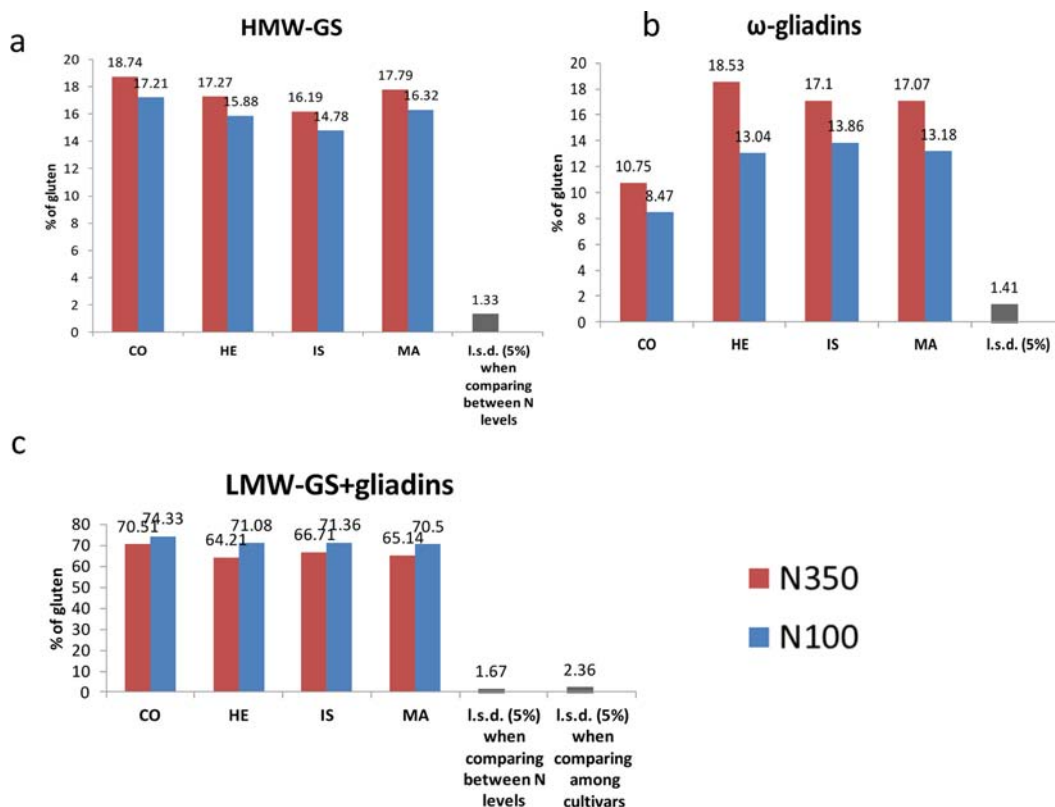 a
HMW-GS
% of gluten
20
18
16
14
12
10
8
6
4
2
0
18.74
17.21
17.27
15.88
16.19
14.78
17.79
16.32
1.33
CO
HE
IS
MA
l.s.d. (5%)
when
comparing
between N
levels
b
ω-gliadins
% of gluten
20
18
16
14
12
10
8
6
4
2
0
10.75
8.47
18.53
13.04
17.1
13.86
17.07
13.18
1.41
CO
HE
IS
MA
l.s.d. (5%)
c
LMW-GS+gliadins
% of gluten
80
70
60
50
40
30
20
10
0
70.51
74.33
64.21
71.08
66.71
71.36
65.14
70.5
1.67
2.36
CO
HE
IS
MA
l.s.d. (5%)
when
comparing
between N
levels
l.s.d. (5%)
when
comparing
among
cultivars
N350
N100